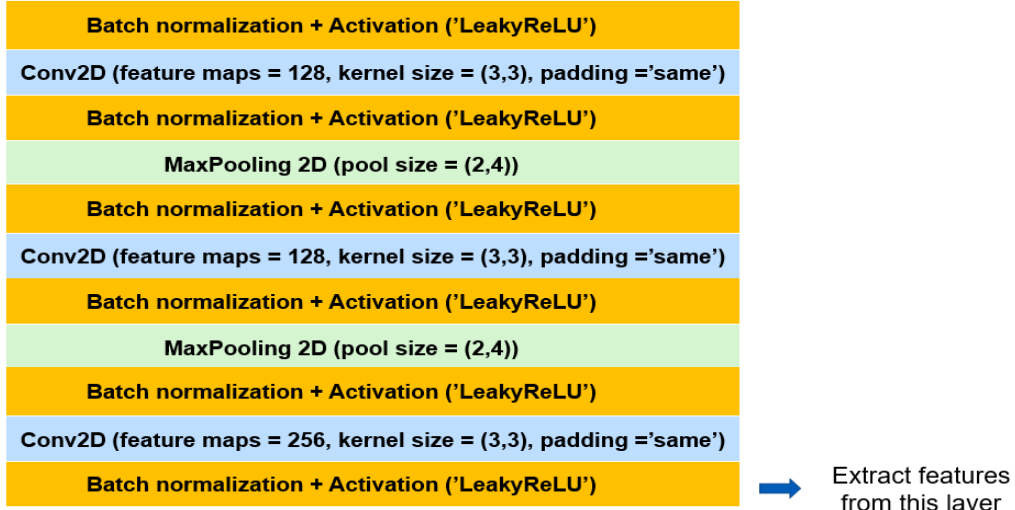 Batch normalization + Activation (’LeakyReLU’)
Conv2D (feature maps = 128, kernel size = (3,3), padding =’same’)
Batch normalization + Activation (’LeakyReLU’)
MaxPooling 2D (pool size = (2,4))
Batch normalization + Activation (’LeakyReLU’)
Conv2D (feature maps = 128, kernel size = (3,3), padding =’same’)
Batch normalization + Activation (’LeakyReLU’)
MaxPooling 2D (pool size = (2,4))
Batch normalization + Activation (’LeakyReLU’)
Conv2D (feature maps = 256, kernel size = (3,3), padding =’same’)
Batch normalization + Activation (’LeakyReLU’)
Extract features
from this layer